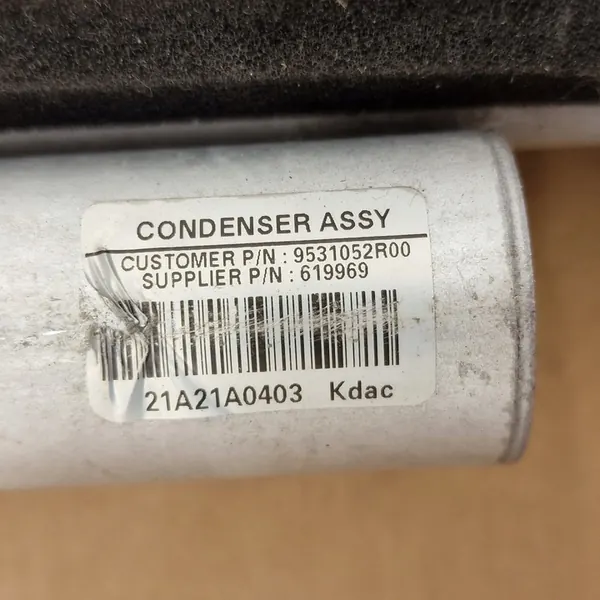 CONDENSER ASSY
CUSTOMER P/N : 9531052R00
SUPPLIER P/N : 619969
21A21A0403 Kdac